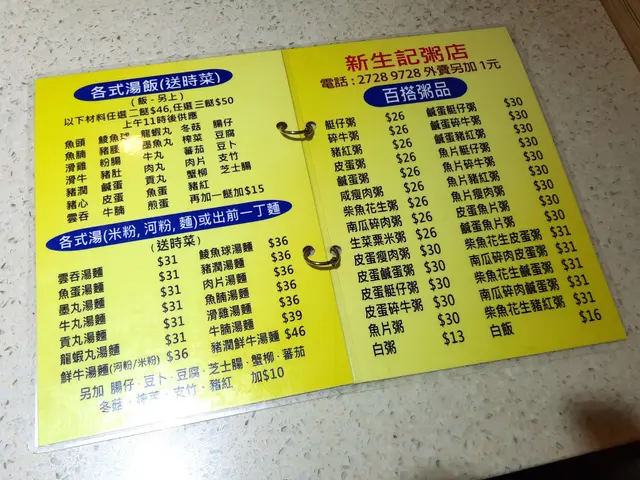 各式湯飯(送時菜)
(飯 - 另上)
以下材料任選 二餸$46,任選 三餸$50
上午11時後供應
魚頭 鯪魚球 龍蝦丸 冬菇 腸仔
魚腩 豬腰 墨魚丸 榨菜 豆腐
滑雞 粉腸 牛丸 蕃茄 豆卜
滑牛 豬肚 肉丸 肉片 支竹
豬潤 鹹蛋 貢丸 蟹柳 芝士腸
豬心 皮蛋 魚蛋 豬紅
雲吞 牛腩 煎蛋 再加一餸加$15
各式湯(米粉, 河粉, 麵)或出前一丁麵
(送時菜)
雲吞湯麵 $31 鯪魚球湯麵 $36
魚蛋湯麵 $31 豬潤湯麵 $36
墨丸湯麵 $31 肉片湯麵 $36
牛丸湯麵 $31 魚腩湯麵 $36
貢丸湯麵 $31 滑雞湯麵 $39
龍蝦丸湯麵 $31 牛腩湯麵 $39
鮮牛湯麵(河粉/米粉) $36 豬潤鮮牛湯麵 $46
另加 腸仔 · 豆卜 · 豆腐 · 芝士腸 · 蟹柳 · 蕃茄
冬菇 · 榨菜 · 支竹 · 豬紅 加$10
新生記粥店
電話 : 2728 9728 外賣另加 1元
百搭粥品
艇仔粥 $26 鹹蛋艇仔粥 $30
碎牛粥 $26 鹹蛋碎牛粥 $30
豬紅粥 $26 鹹蛋豬紅粥 $30
皮蛋粥 $26 魚片艇仔粥 $30
鹹蛋粥 $26 魚片碎牛粥 $30
咸瘦肉粥 $26 魚片豬紅粥 $30
柴魚花生粥 $26 魚片瘦肉粥 $30
南瓜碎肉粥 $26 皮蛋魚片粥 $30
生菜粟米粥 $26 鹹蛋魚片粥 $30
皮蛋瘦肉粥 $30 柴魚花生皮蛋粥 $31
皮蛋鹹蛋粥 $30 南瓜碎肉皮蛋粥 $31
皮蛋艇仔粥 $30 柴魚花生鹹蛋粥 $31
皮蛋碎牛粥 $30 南瓜碎肉鹹蛋粥 $31
魚片粥 $30 柴魚花生豬紅粥 $31
白粥 $13 白飯 $16